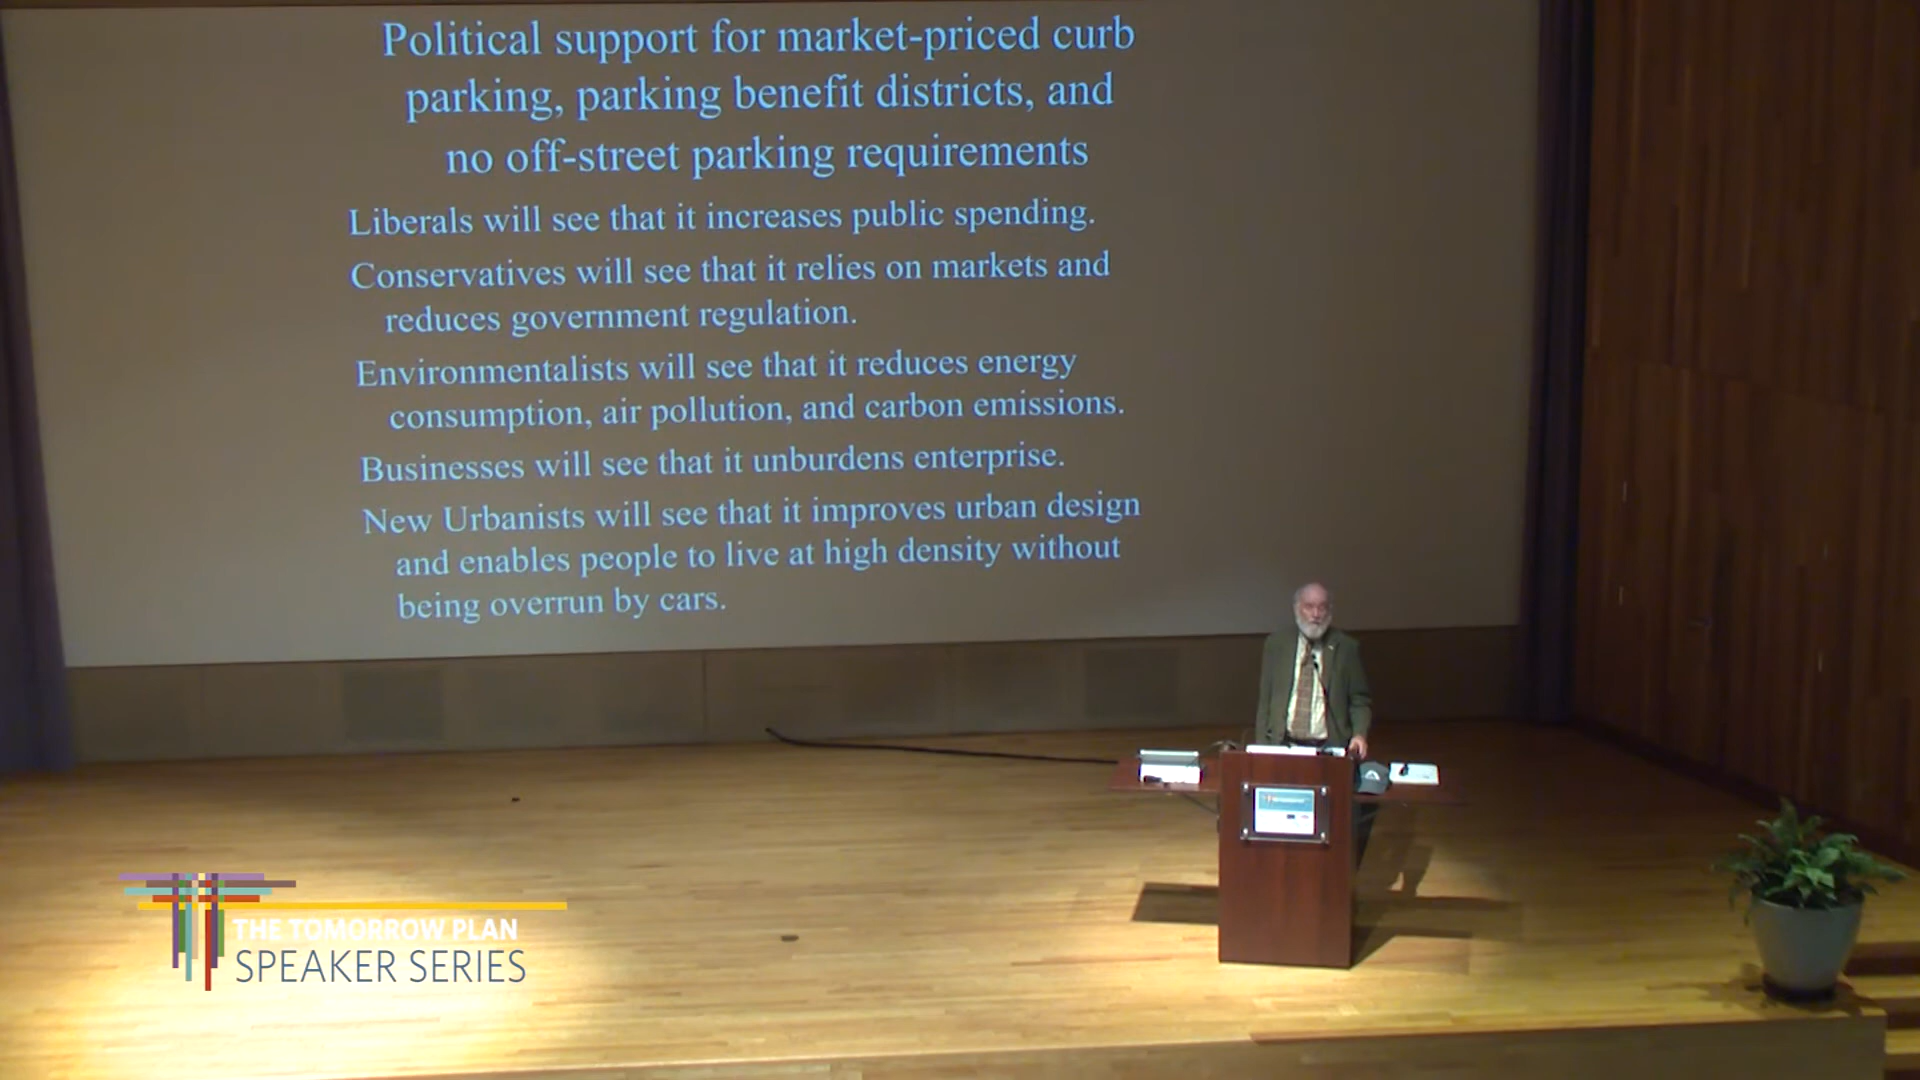 Political support for market-priced curb
parking, parking benefit districts, and
no off-street parking requirements
Liberals will see that it increases public spending.
Conservatives will see that it relies on markets and
reduces government regulation.
Environmentalists will see that it reduces energy
consumption, air pollution, and carbon emissions.
Businesses will see that it unburdens enterprise.
New Urbanists will see that it improves urban design
and enables people to live at high density without
being overrun by cars.
THE TOMORROW PLAN
SPEAKER SERIES